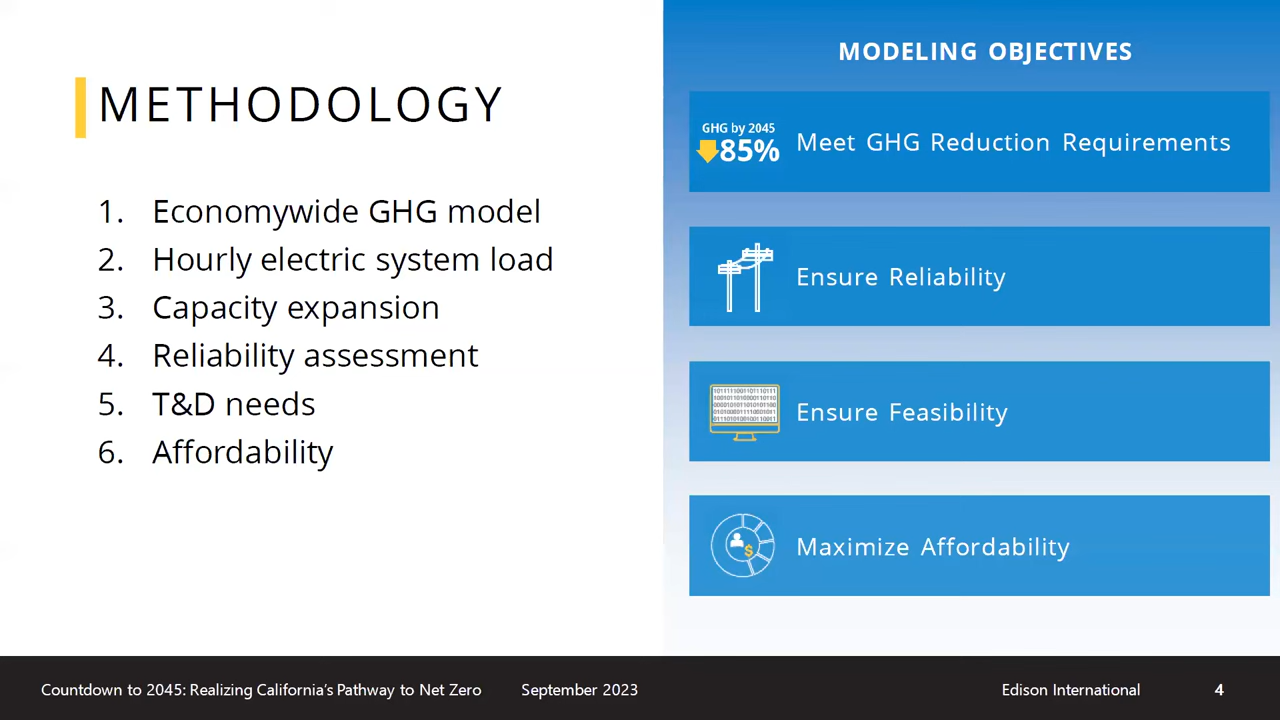 METHODOLOGY
1. Economywide GHG model
2. Hourly electric system load
3. Capacity expansion
4. Reliability assessment
5. T&D needs
6. Affordability
MODELING OBJECTIVES
GHG by 2045
85%
Meet GHG Reduction Requirements
Ensure Reliability
Ensure Feasibility
$
Maximize Affordability
Countdown to 2045: Realizing California's Pathway to Net Zero
September 2023
Edison International
4